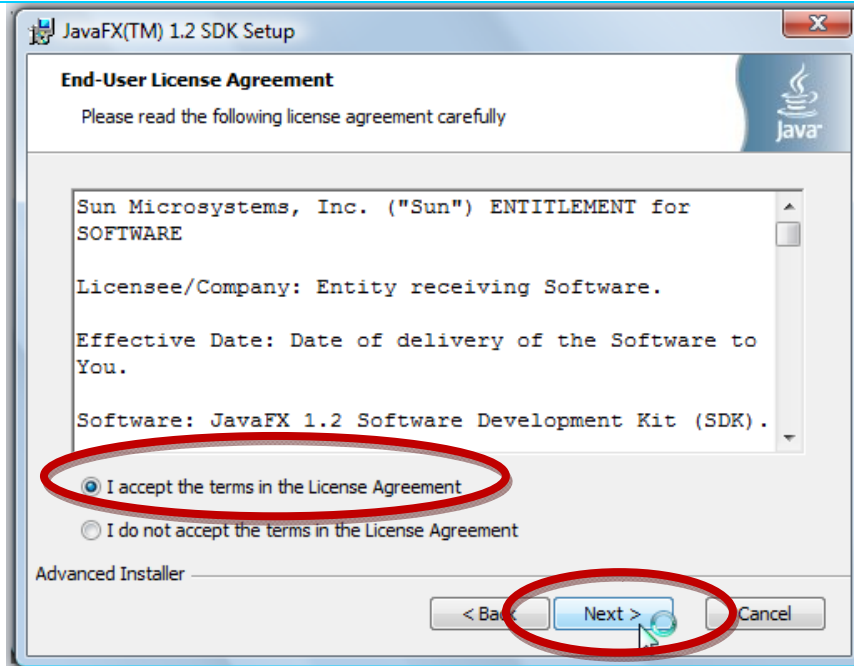 JavaFX(TM) 1.2 SDK Setup
End-User License Agreement
Please read the following license agreement carefully
Java™
Sun Microsystems, Inc. ("Sun") ENTITLEMENT for
SOFTWARE
Licensee/Company: Entity receiving Software.
Effective Date: Date of delivery of the Software to
You.
Software: JavaFX 1.2 Software Development Kit (SDK).
I accept the terms in the License Agreement
I do not accept the terms in the License Agreement
Advanced Installer
< Back Next > Cancel